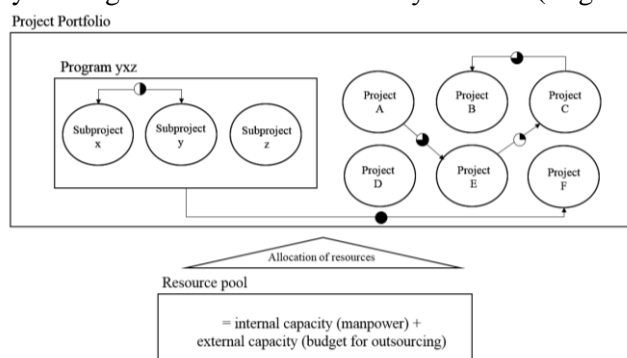 Project Portfolio
Program yxz
Subproject
x
Subproject
y
Subproject
z
Project
A
Project
B
Project
C
Project
D
Project
E
Project
F
Allocation of resources
Resource pool
= internal capacity (manpower) +
external capacity (budget for outsourcing)